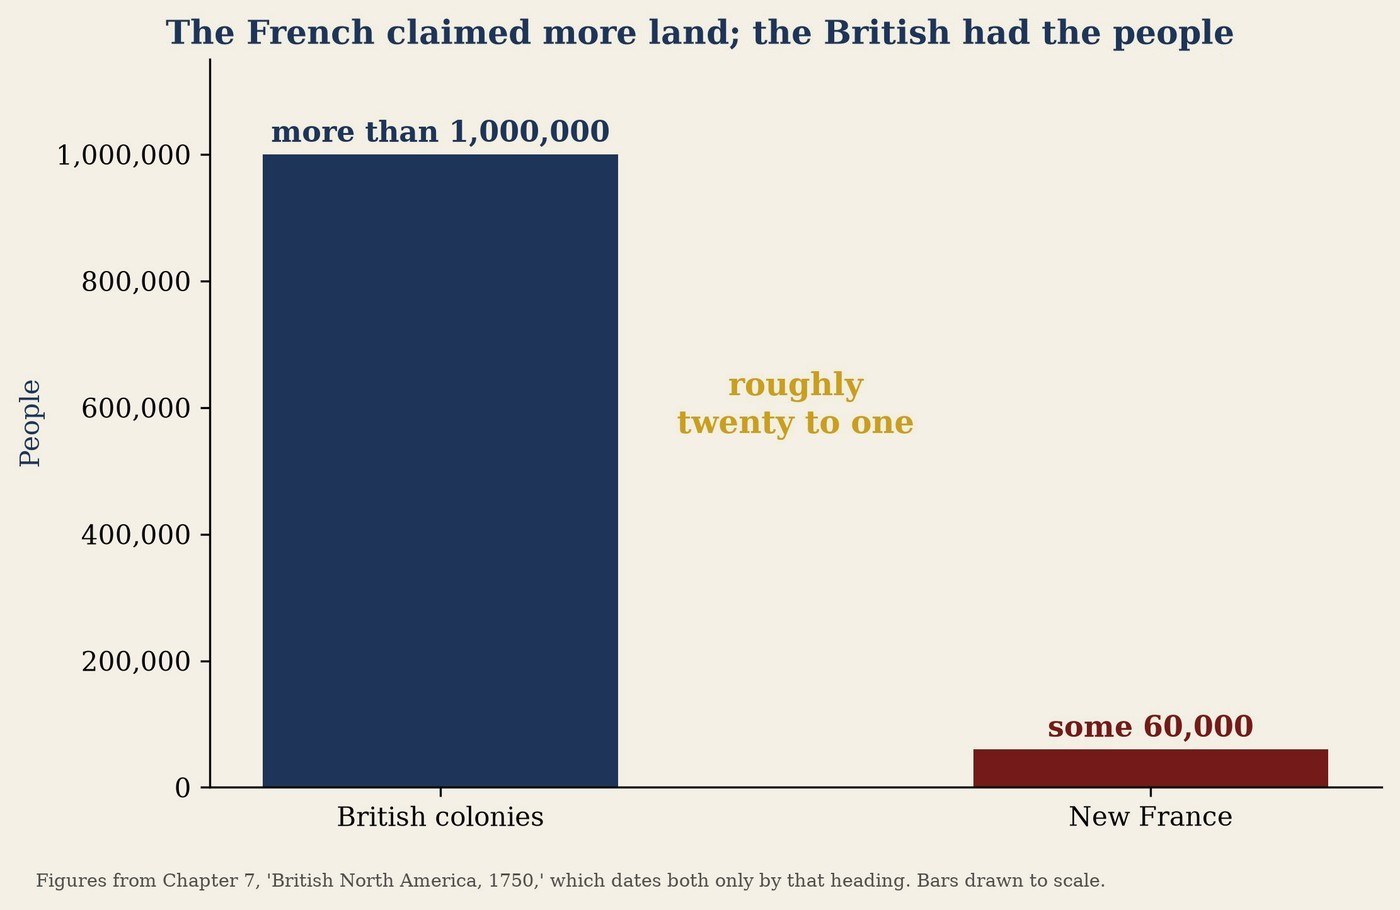 The French claimed more land; the British had the people
more than 1,000,000
1,000,000
800,000
600,000
400,000
200,000
0
People
roughly
twenty to one
some 60,000
British colonies
New France
Figures from Chapter 7, 'British North America, 1750,' which dates both only by that heading. Bars drawn to scale.